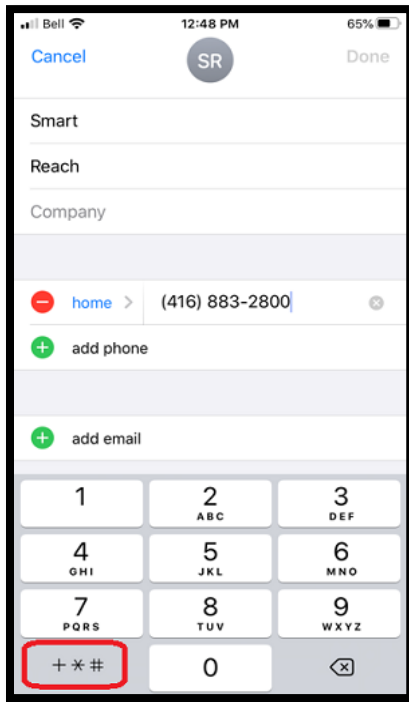 Bell 12:48 PM 65%
Cancel SR Done
Smart
Reach
Company
home > (416) 883-2800
add phone
add email
1 2 3
ABC DEF
4 5 6
GHI JKL MNO
7 8 9
PQRS TUV WXYZ
+*# 0